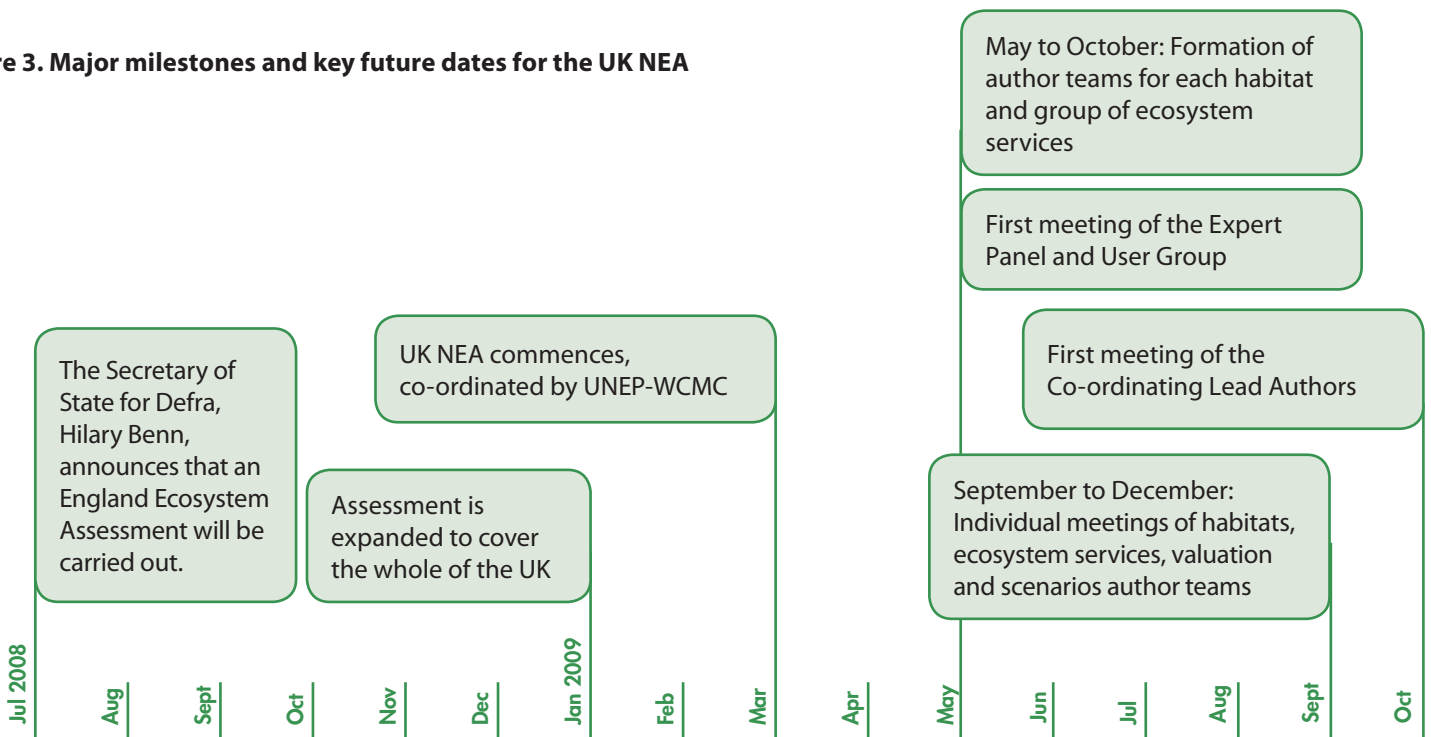 re 3. Major milestones and key future dates for the UK NEA
May to October: Formation of
author teams for each habitat
and group of ecosystem
services
First meeting of the Expert
Panel and User Group
The Secretary of
State for Defra,
Hilary Benn,
announces that an
England Ecosystem
Assessment will be
carried out.
UK NEA commences,
co-ordinated by UNEP-WCMC
First meeting of the
Co-ordinating Lead Authors
Assessment is
expanded to cover
the whole of the UK
September to December:
Individual meetings of habitats,
ecosystem services, valuation
and scenarios author teams
Jul 2008
Aug
Sept
Oct
Nov
Dec
Jan 2009
Feb
Mar
Apr
May
Jun
Jul
Aug
Sept
Oct